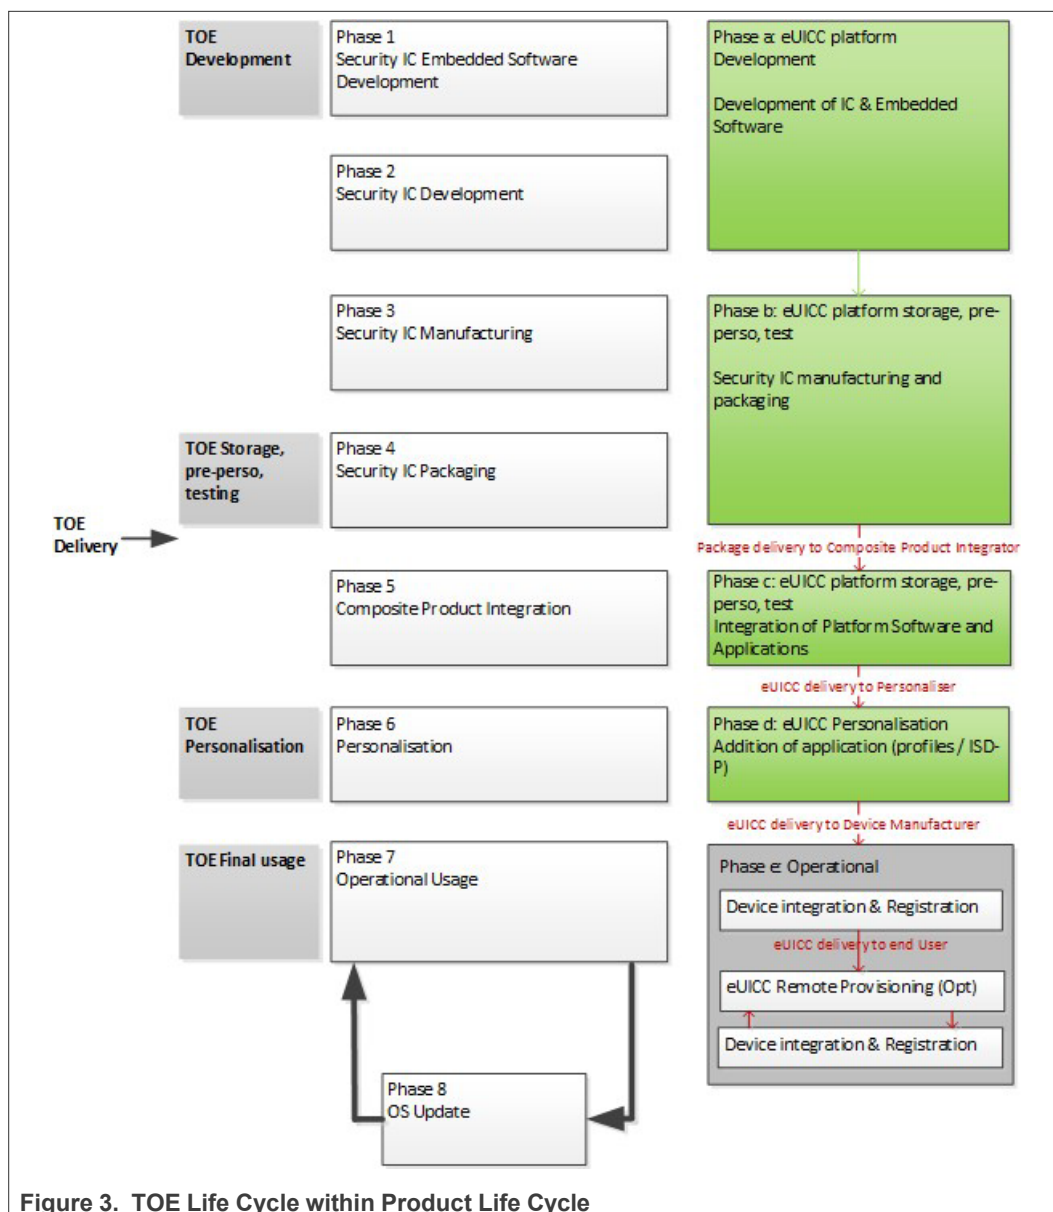 TOE
Development
Phase 1
Security IC Embedded Software
Development
Phase a: eUICC platform
Development
Development of IC & Embedded
Software
Phase 2
Security IC Development
Phase 3
Security IC Manufacturing
Phase b: eUICC platform storage, pre-
perso, test
Security IC manufacturing and
packaging
TOE Storage,
pre-perso,
testing
Phase 4
Security IC Packaging
TOE
Delivery
Package delivery to Composite Product Integrator
Phase 5
Composite Product Integration
Phase c: eUICC platform storage, pre-
perso, test
Integration of Platform Software and
Applications
eUICC delivery to Personaliser
TOE
Personalisation
Phase 6
Personalisation
Phase d: eUICC Personalisation
Addition of application (profiles / ISD-
P)
eUICC delivery to Device Manufacturer
TOE Final usage
Phase 7
Operational Usage
Phase e: Operational
Device integration & Registration
eUICC delivery to end User
eUICC Remote Provisioning (Opt)
Device integration & Registration
Phase 8
OS Update
Figure 3. TOE Life Cycle within Product Life Cycle